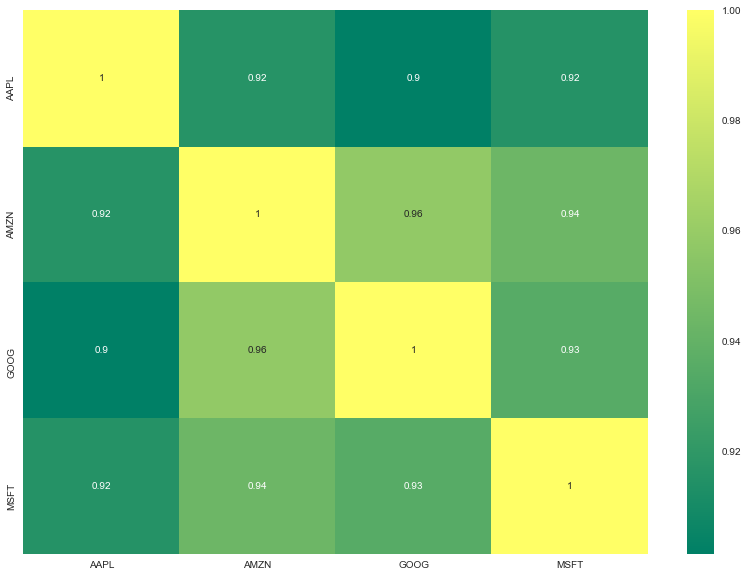 1.00
AAPL 1 0.92 0.9 0.92
0.98
AMZN 0.92 1 0.96 0.94
0.96
GOOG 0.9 0.96 1 0.93
0.94
0.92
MSFT 0.92 0.94 0.93 1
AAPL AMZN GOOG MSFT